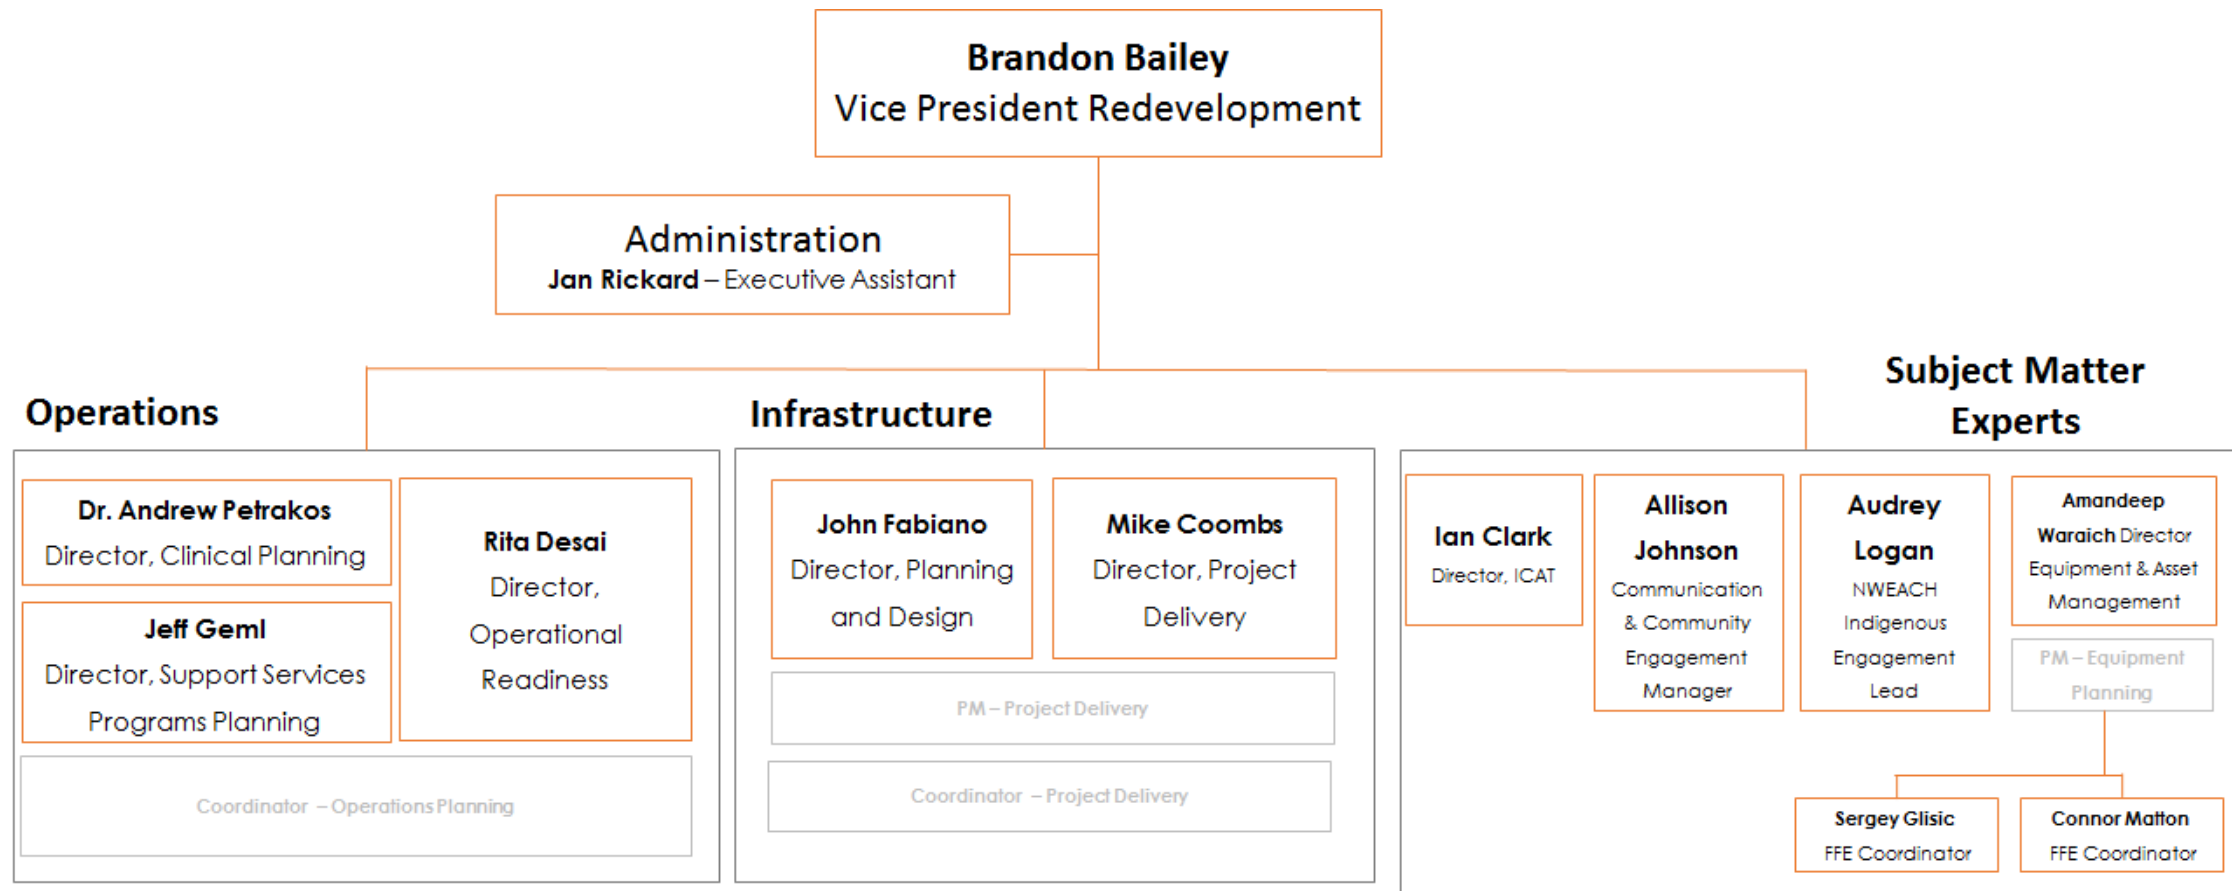 Brandon Bailey
Vice President Redevelopment
Administration
Jan Rickard – Executive Assistant
Operations
Dr. Andrew Petrakos
Director, Clinical Planning
Jeff Geml
Director, Support Services
Programs Planning
Rita Desai
Director,
Operational
Readiness
Coordinator – Operations Planning
Infrastructure
John Fabiano
Director, Planning
and Design
Mike Coombs
Director, Project
Delivery
PM – Project Delivery
Coordinator – Project Delivery
Subject Matter
Experts
Ian Clark
Director, ICAT
Allison
Johnson
Communication
& Community
Engagement
Manager
Audrey
Logan
NWEACH
Indigenous
Engagement
Lead
Amandeep
Waraich Director
Equipment & Asset
Management
PM – Equipment
Planning
Sergey Glisic
FFE Coordinator
Connor Matton
FFE Coordinator